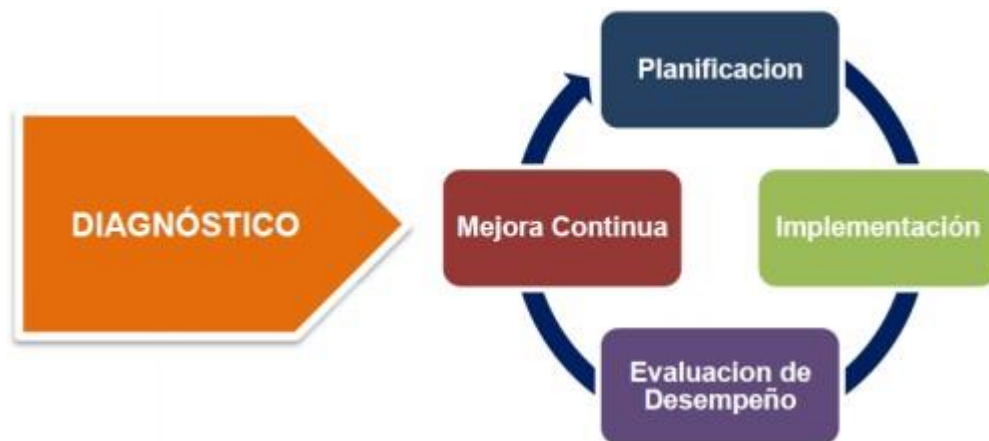 DIAGNÓSTICO
Planificacion
Implementación
Evaluacion de
Desempeño
Mejora Continua